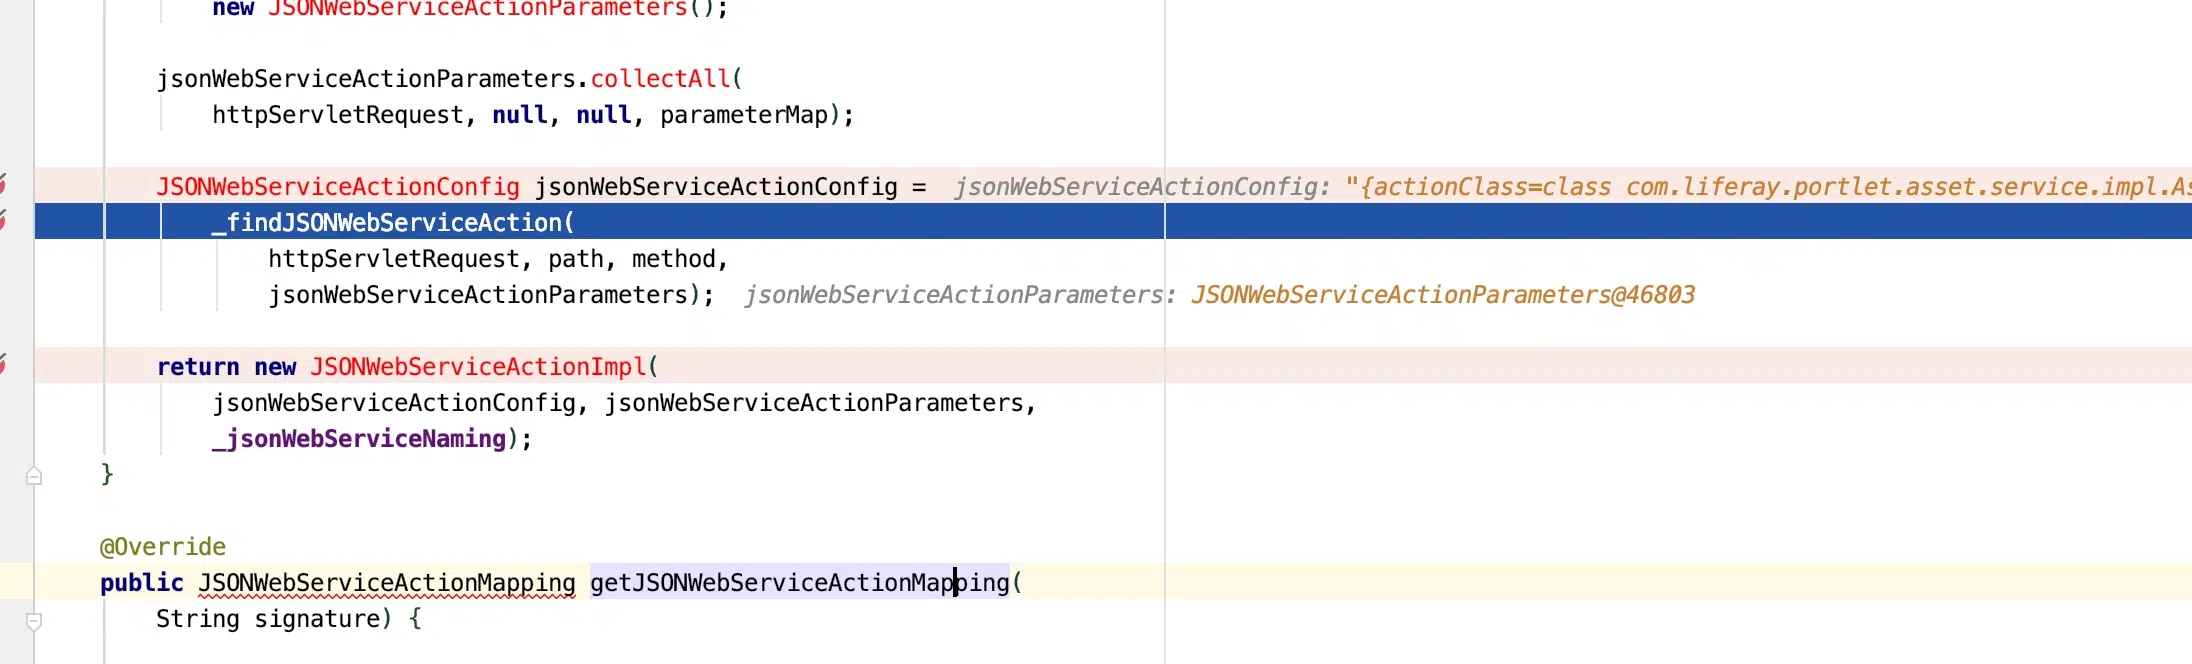 new JSONWebServiceActionParameters();
jsonWebServiceActionParameters.collectAll(
httpServletRequest, null, null, parameterMap);
JSONWebServiceActionConfig jsonWebServiceActionConfig = jsonWebServiceActionConfig: "{actionClass=class com.liferay.portlet.asset.service.impl.As
_findJSONWebServiceAction(
httpServletRequest, path, method,
jsonWebServiceActionParameters); jsonWebServiceActionParameters: JSONWebServiceActionParameters@46803
return new JSONWebServiceActionImpl(
jsonWebServiceActionConfig, jsonWebServiceActionParameters,
_jsonWebServiceNaming);
}
@Override
public JSONWebServiceActionMapping getJSONWebServiceActionMapping(
String signature) {